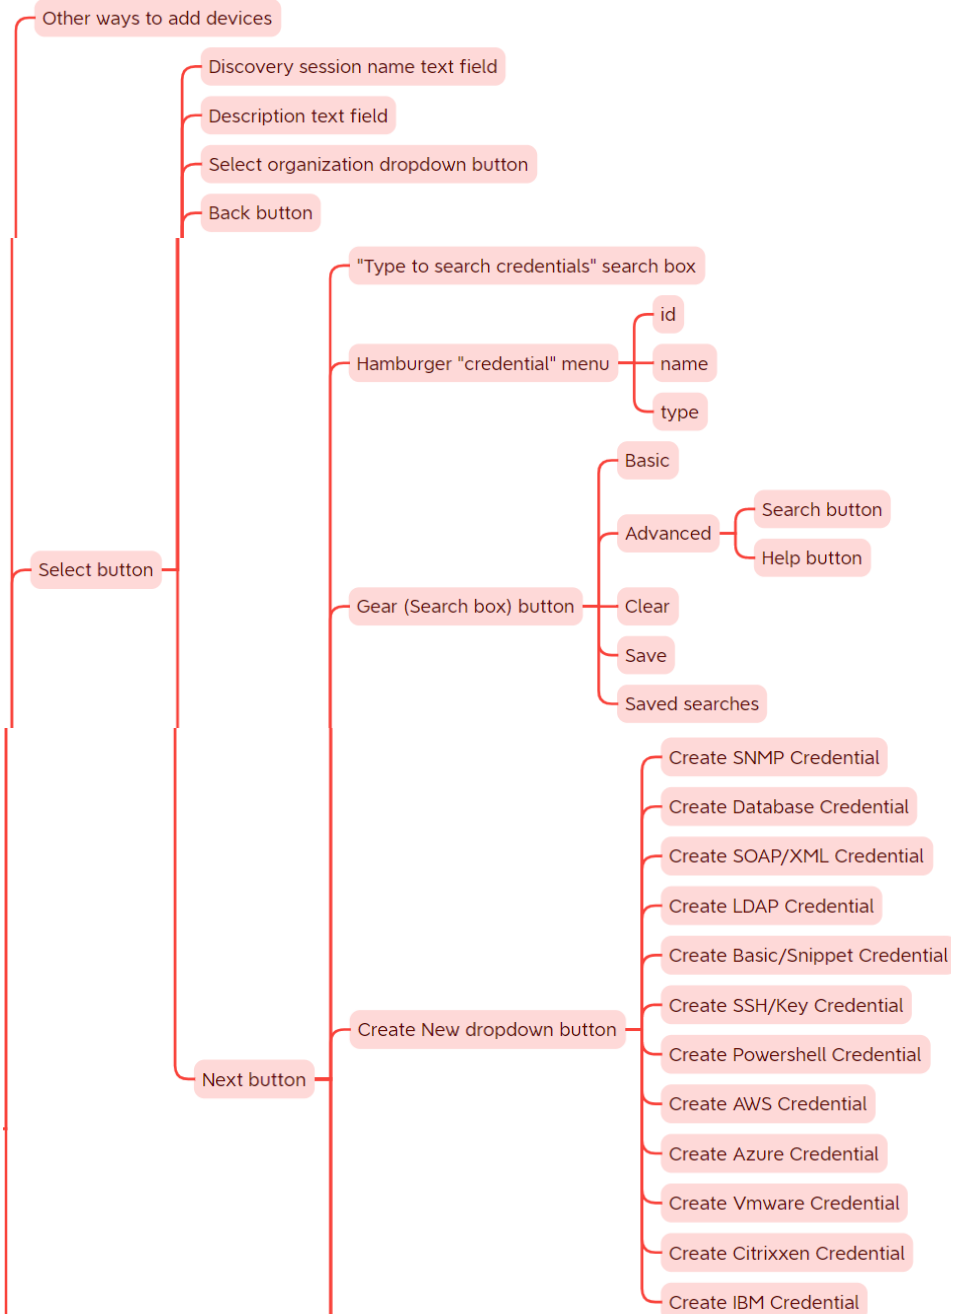 Other ways to add devices
Discovery session name text field
Description text field
Select organization dropdown button
Back button
"Type to search credentials" search box
id
Hamburger "credential" menu
name
type
Basic
Search button
Advanced
Help button
Select button
Gear (Search box) button
Clear
Save
Saved searches
Create SNMP Credential
Create Database Credential
Create SOAP/XML Credential
Create LDAP Credential
Create Basic/Snippet Credential
Create SSH/Key Credential
Create New dropdown button
Create Powershell Credential
Next button
Create AWS Credential
Create Azure Credential
Create Vmware Credential
Create Citrixxen Credential
Create IBM Credential